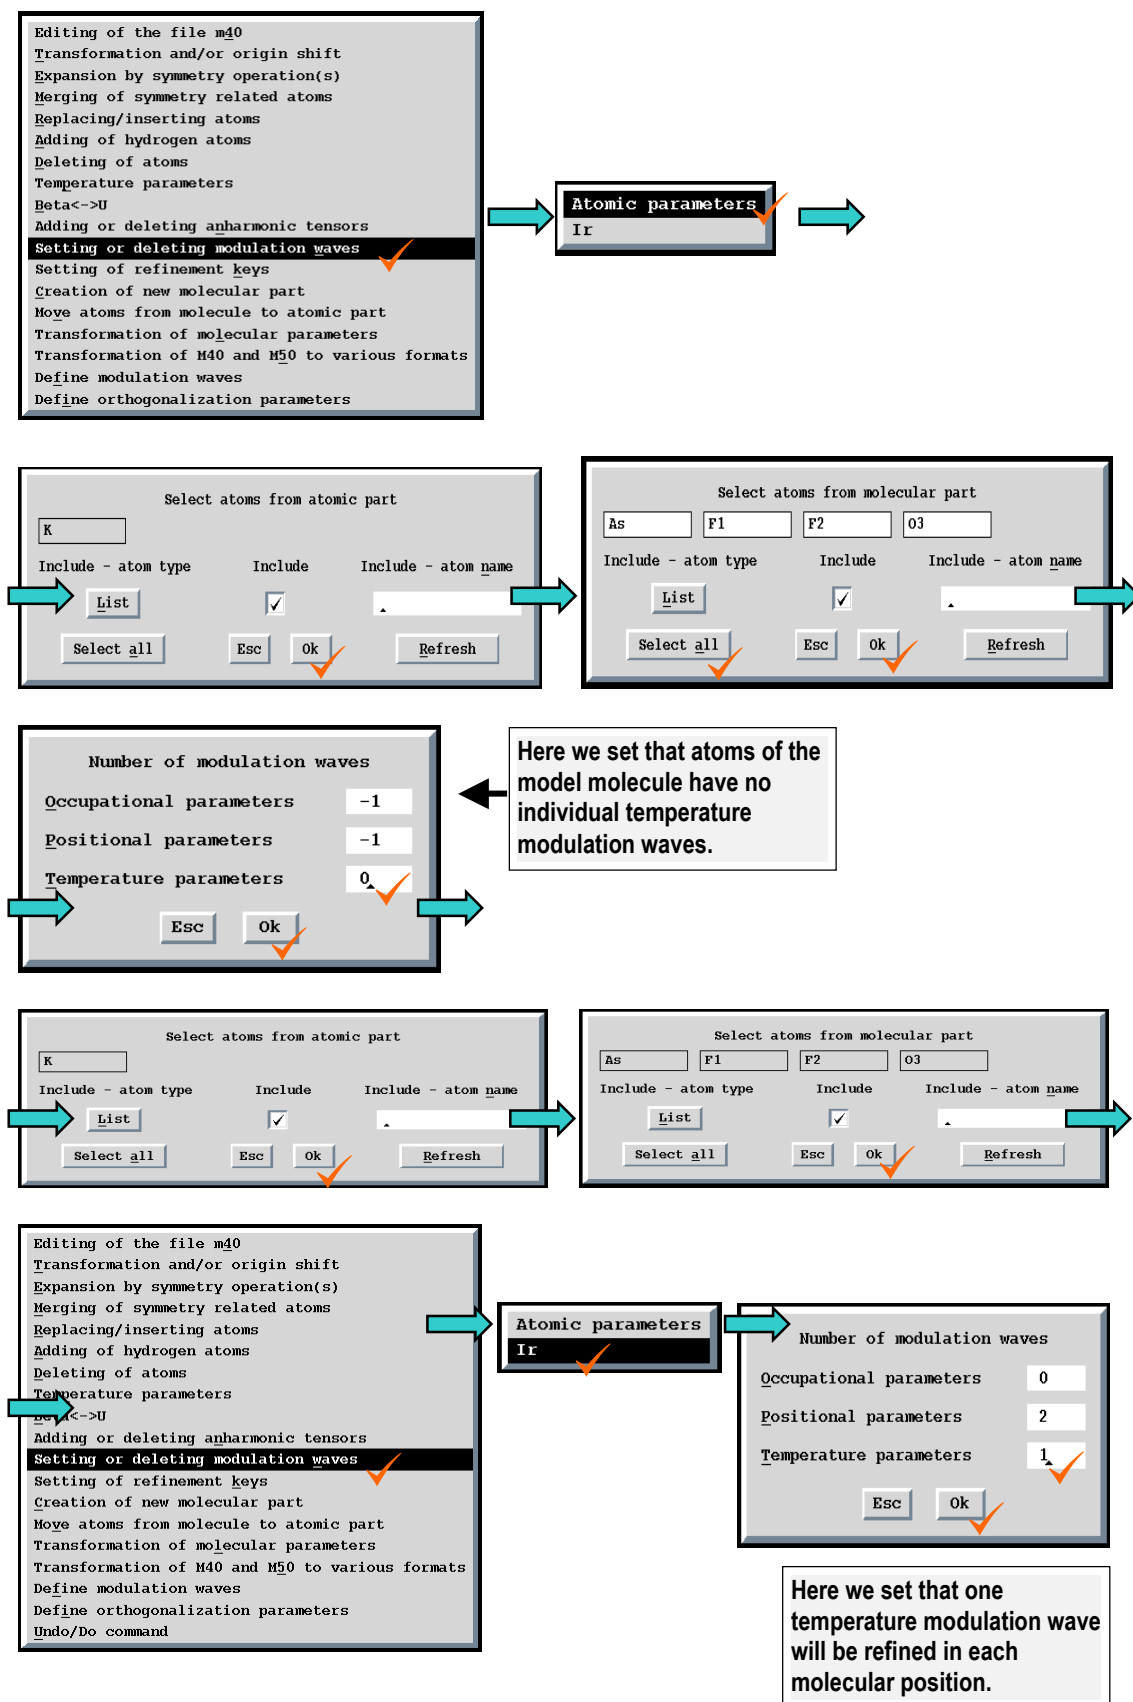 Editing of the file m40
Transformation and/or origin shift
Expansion by symmetry operation(s)
Merging of symmetry related atoms
Replacing/inserting atoms
Adding of hydrogen atoms
Deleting of atoms
Temperature parameters
Beta<->U
Adding or deleting anharmonic tensors
Setting or deleting modulation waves
Setting of refinement keys
Creation of new molecular part
Move atoms from molecule to atomic part
Transformation of molecular parameters
Transformation of M40 and M50 to various formats
Define modulation waves
Define orthogonalization parameters
Atomic parameters
Ir
Select atoms from atomic part
K
Include - atom type Include Include - atom name
List
Select all Esc Ok Refresh
Select atoms from molecular part
As F1 F2 O3
Include - atom type Include Include - atom name
List
Select all Esc Ok Refresh
Number of modulation waves
Occupational parameters -1
Positional parameters -1
Temperature parameters 0
Esc Ok
Here we set that atoms of the
model molecule have no
individual temperature
modulation waves.
Select atoms from atomic part
K
Include - atom type Include Include - atom name
List
Select all Esc Ok Refresh
Select atoms from molecular part
As F1 F2 O3
Include - atom type Include Include - atom name
List
Select all Esc Ok Refresh
Editing of the file m40
Transformation and/or origin shift
Expansion by symmetry operation(s)
Merging of symmetry related atoms
Replacing/inserting atoms
Adding of hydrogen atoms
Deleting of atoms
Temperature parameters
Beta<->U
Adding or deleting anharmonic tensors
Setting or deleting modulation waves
Setting of refinement keys
Creation of new molecular part
Move atoms from molecule to atomic part
Transformation of molecular parameters
Transformation of M40 and M50 to various formats
Define modulation waves
Define orthogonalization parameters
Undo/Do command
Atomic parameters
Ir
Number of modulation waves
Occupational parameters 0
Positional parameters 2
Temperature parameters 1
Esc Ok
Here we set that one
temperature modulation wave
will be refined in each
molecular position.